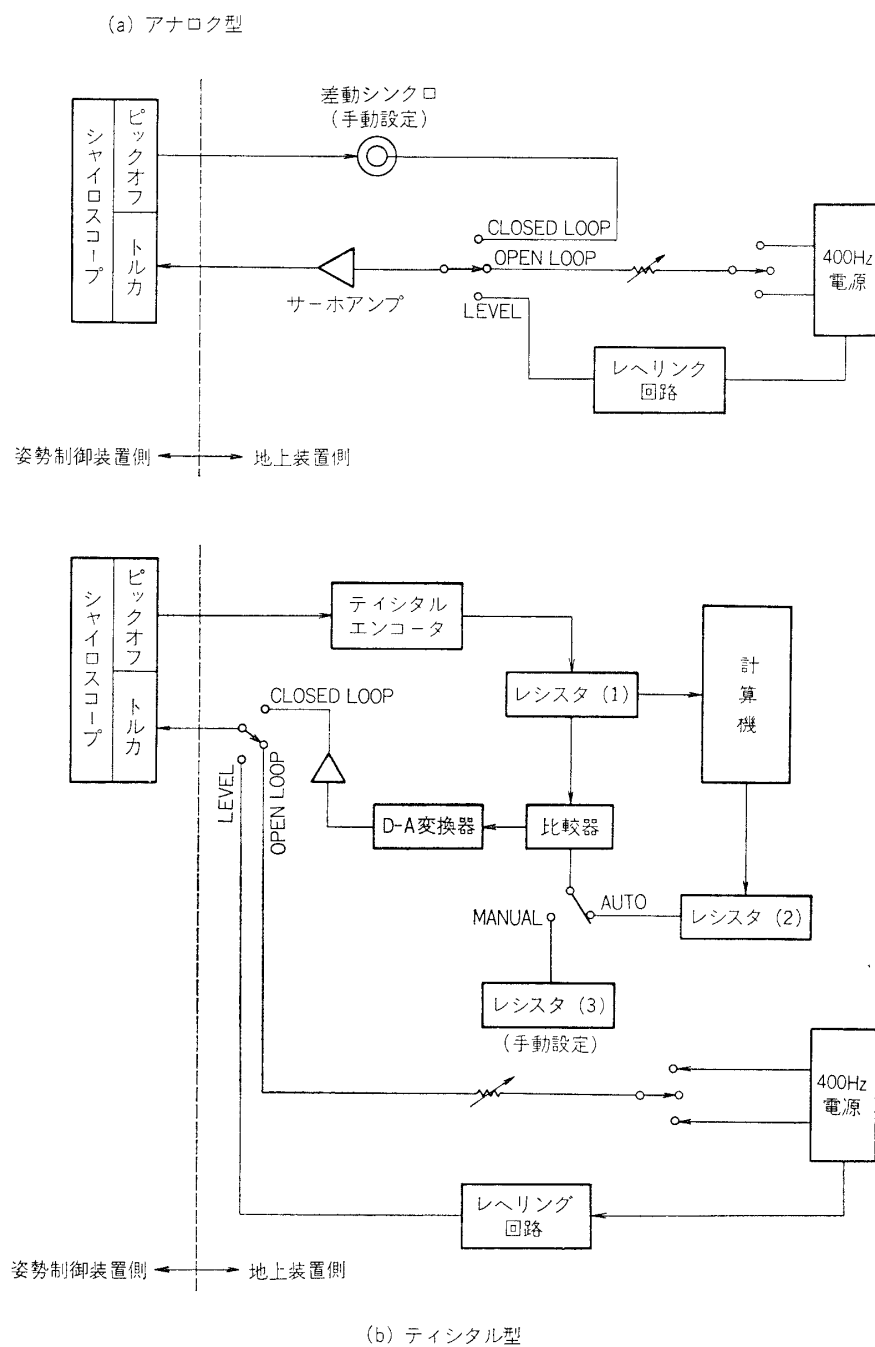 (a) アナロク型
差動シンクロ
(手動設定)
シャイロスコープ
ピックオフ
トルカ
CLOSED LOOP
OPEN LOOP
LEVEL
サーホアンプ
400Hz
電源
レヘリンク
回路
姿勢制御装置側
地上装置側
シャイロスコープ
ピックオフ
トルカ
ティシタル
エンコータ
計算機
レシスタ (1)
CLOSED LOOP
OPEN LOOP
LEVEL
D-A変換器
比較器
AUTO
MANUAL
レシスタ (2)
レシスタ (3)
(手動設定)
400Hz
電源
レヘリング
回路
姿勢制御装置側
地上装置側
(b) ティシタル型